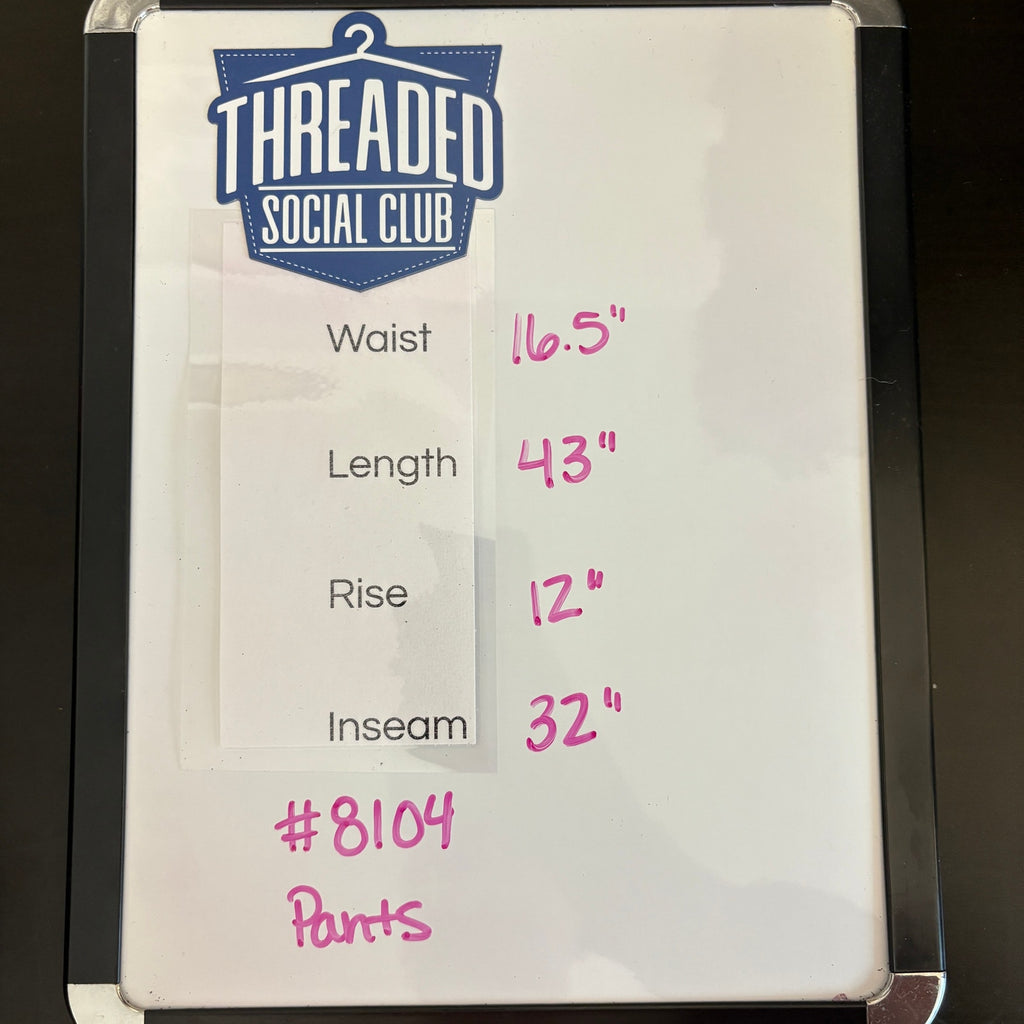 THREADED
SOCIAL CLUB
Waist 16.5"
Length 43"
Rise 12"
Inseam 32"
#8104
Pants